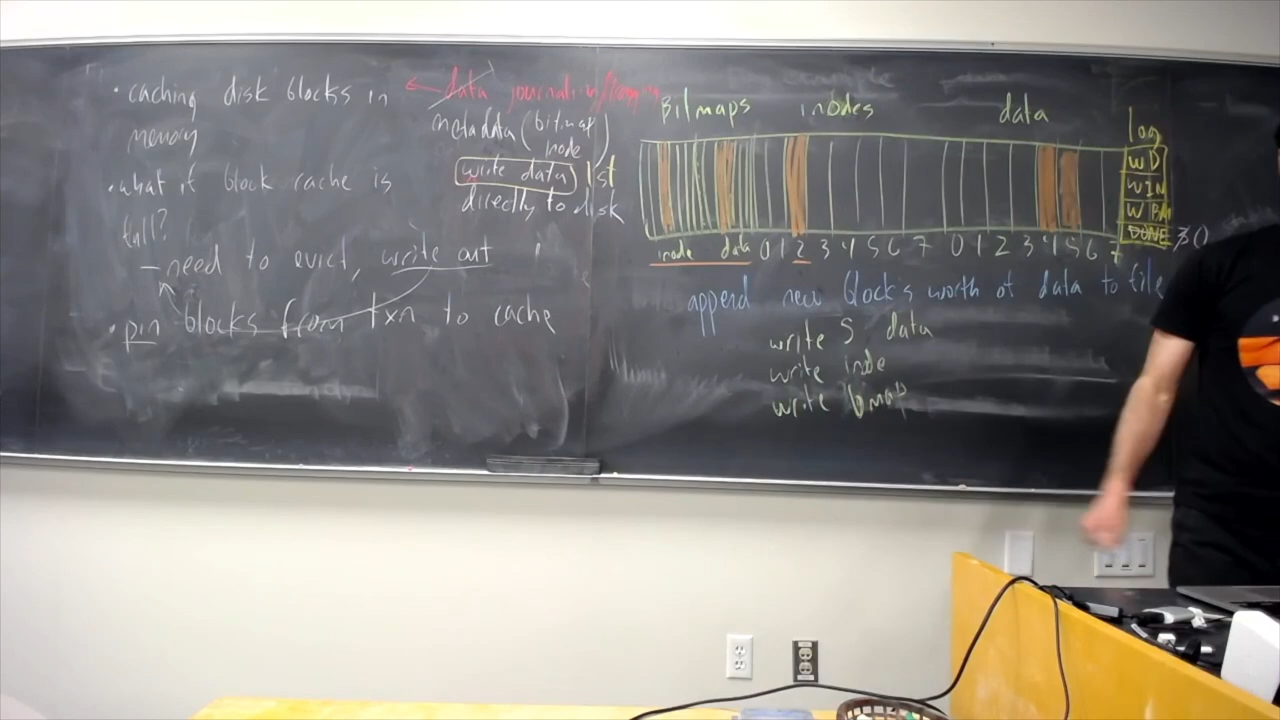 • caching disk blocks in
memory
• what if block cache is
full?
– need to evict, write out
• pin blocks from txn to cache
← data journaling/logging
metadata (bitmap
inode)
write data 1st
directly to disk
Bitmaps inodes data
log
WD
WIN
W BM
DONE
inode data 0 1 2 3 4 5 6 7 0 1 2 3 4 5 6 7
append new block's worth of data to file
write 5 data
write inode
write bmap